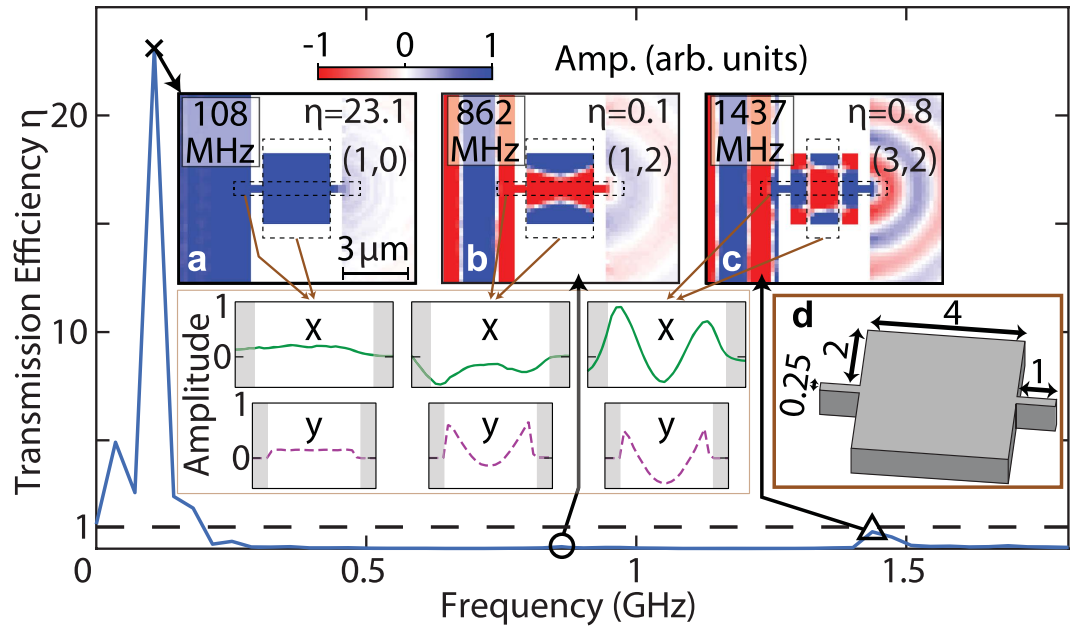 Transmission Efficiency η
20
10
1
-1 0 1
Amp. (arb. units)
108
MHz
η=23.1
(1,0)
a
3 μm
862
MHz
η=0.1
(1,2)
b
1437
MHz
η=0.8
(3,2)
c
Amplitude
1
0
x
x
x
1
0
y
y
y
d
4
2
1
0.25
0
0.5
1
1.5
Frequency (GHz)